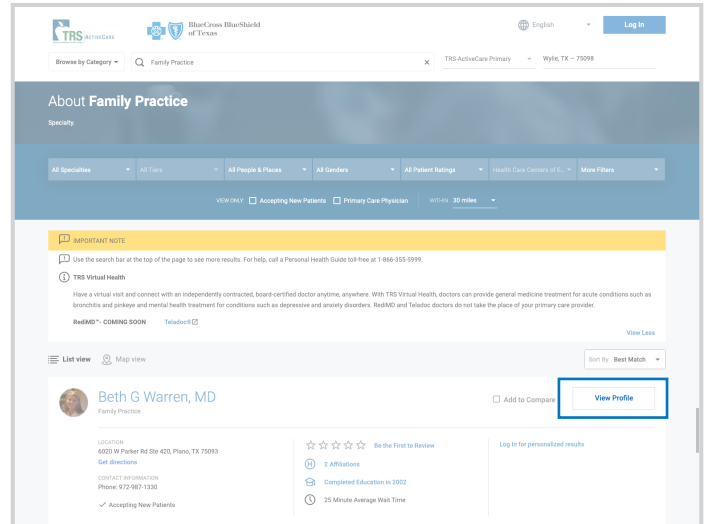 TRS ACTIVECARE
BlueCross BlueShield
of Texas
English
Log In
Browse by Category
Family Practice
TRS-ActiveCare Primary
Wylie, TX – 75098
About Family Practice
Specialty.
All Specialties
All Tiers
All People & Places
All Genders
All Patient Ratings
Health Care Centers of E...
More Filters
VIEW ONLY Accepting New Patients Primary Care Physician WITHIN 30 miles
IMPORTANT NOTE
Use the search bar at the top of the page to see more results. For help, call a Personal Health Guide toll-free at 1-866-355-5999.
TRS Virtual Health
Have a virtual visit and connect with an independently contracted, board-certified doctor anytime, anywhere. With TRS Virtual Health, doctors can provide general medicine treatment for acute conditions such as
bronchitis and pinkeye and mental health treatment for conditions such as depressive and anxiety disorders. RediMD and Teladoc doctors do not take the place of your primary care provider.
RediMD™- COMING SOON Teladoc®
View Less
List view Map view
Sort By Best Match
Beth G Warren, MD
Family Practice
Add to Compare
View Profile
LOCATION
6020 W Parker Rd Ste 420, Plano, TX 75093
Get directions
CONTACT INFORMATION
Phone: 972-987-1330
Accepting New Patients
Be the First to Review
H 2 Affiliations
Completed Education in 2002
25 Minute Average Wait Time
Log In for personalized results